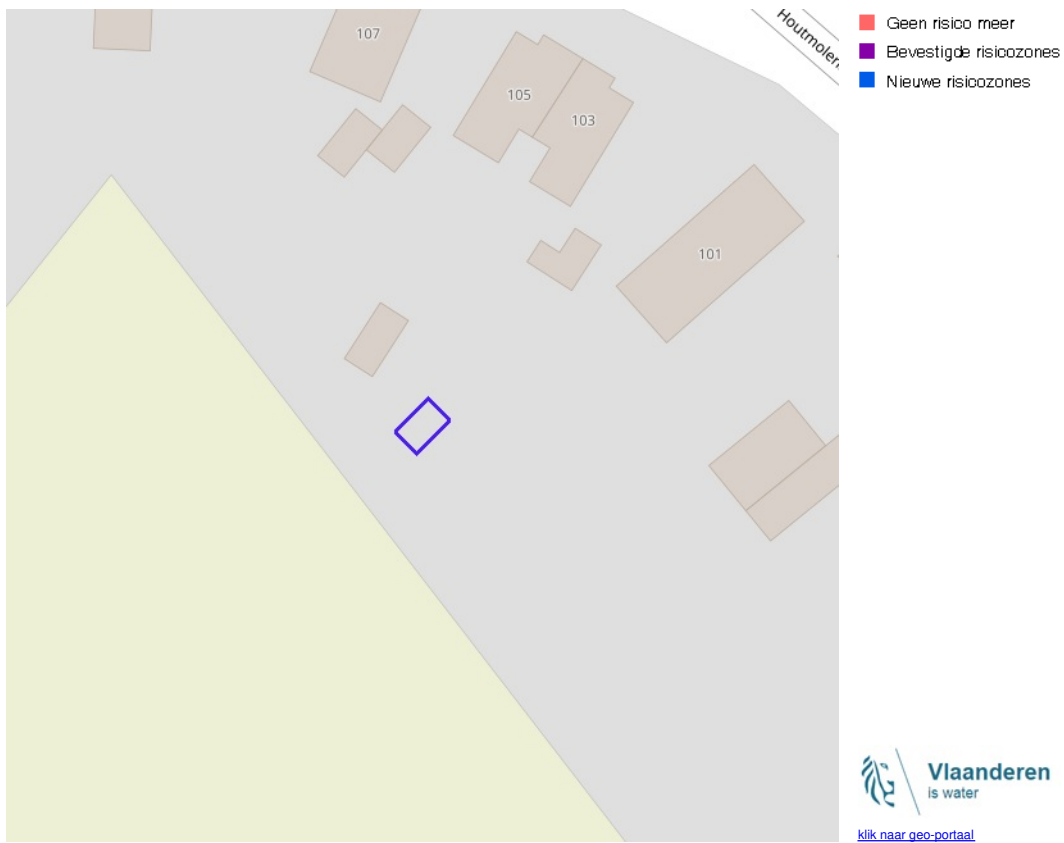 107
Houtmolen
105
103
101
Geen risico meer
Bevestigde risicozones
Nieuwe risicozones
Vlaanderen
is water
klik naar geo-portaal